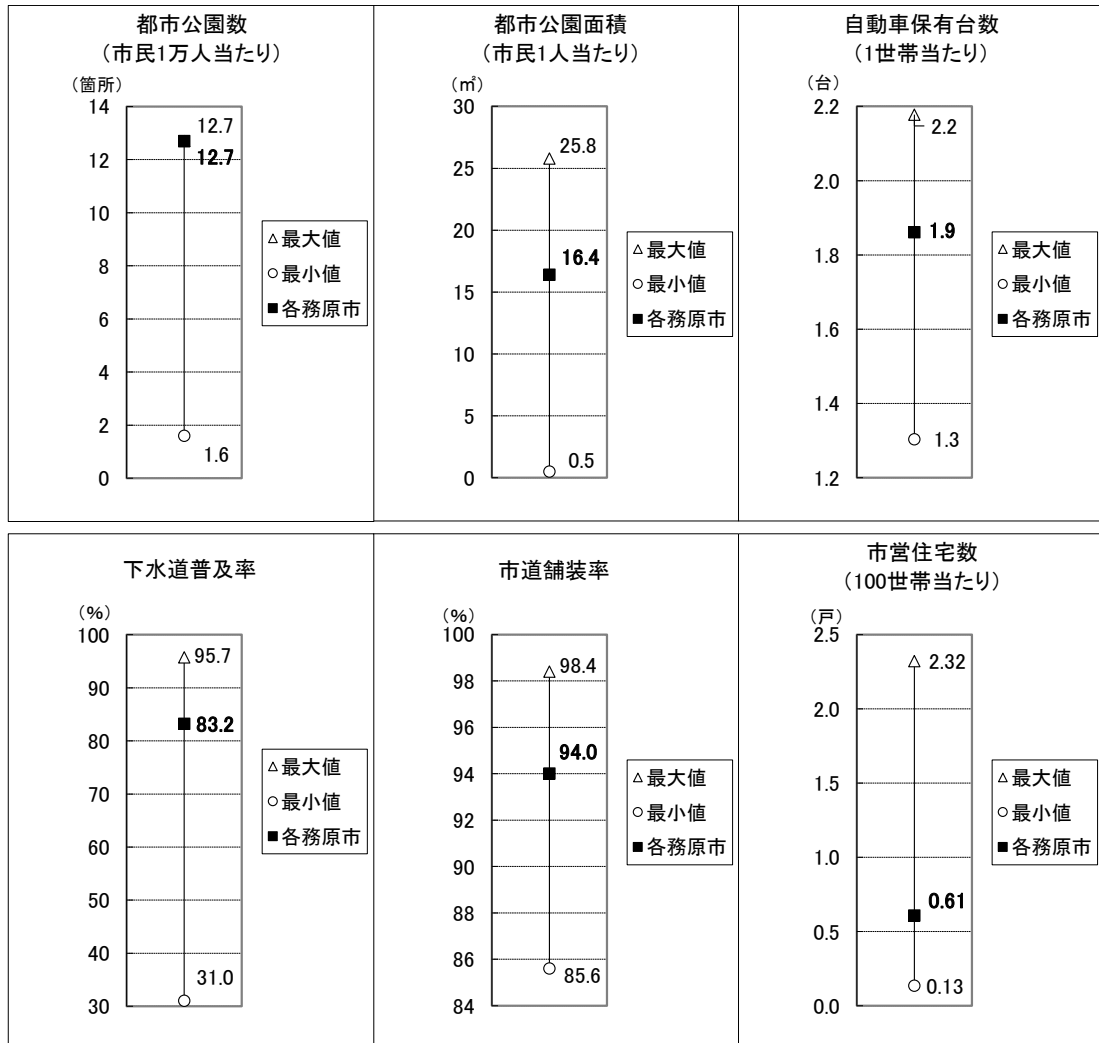 都市公園数
（市民1万人当たり）
（箇所）
14
12
10
8
6
4
2
0
12.7
12.7
1.6
△最大値
○最小値
■各務原市
都市公園面積
（市民1人当たり）
（㎡）
30
25
20
15
10
5
0
25.8
16.4
0.5
△最大値
○最小値
■各務原市
自動車保有台数
（1世帯当たり）
（台）
2.2
2.0
1.8
1.6
1.4
1.2
2.2
1.9
1.3
△最大値
○最小値
■各務原市
下水道普及率
（%）
100
90
80
70
60
50
40
30
95.7
83.2
31.0
△最大値
○最小値
■各務原市
市道舗装率
（%）
100
98
96
94
92
90
88
86
84
98.4
94.0
85.6
△最大値
○最小値
■各務原市
市営住宅数
（100世帯当たり）
（戸）
2.5
2.0
1.5
1.0
0.5
0.0
2.32
0.61
0.13
△最大値
○最小値
■各務原市